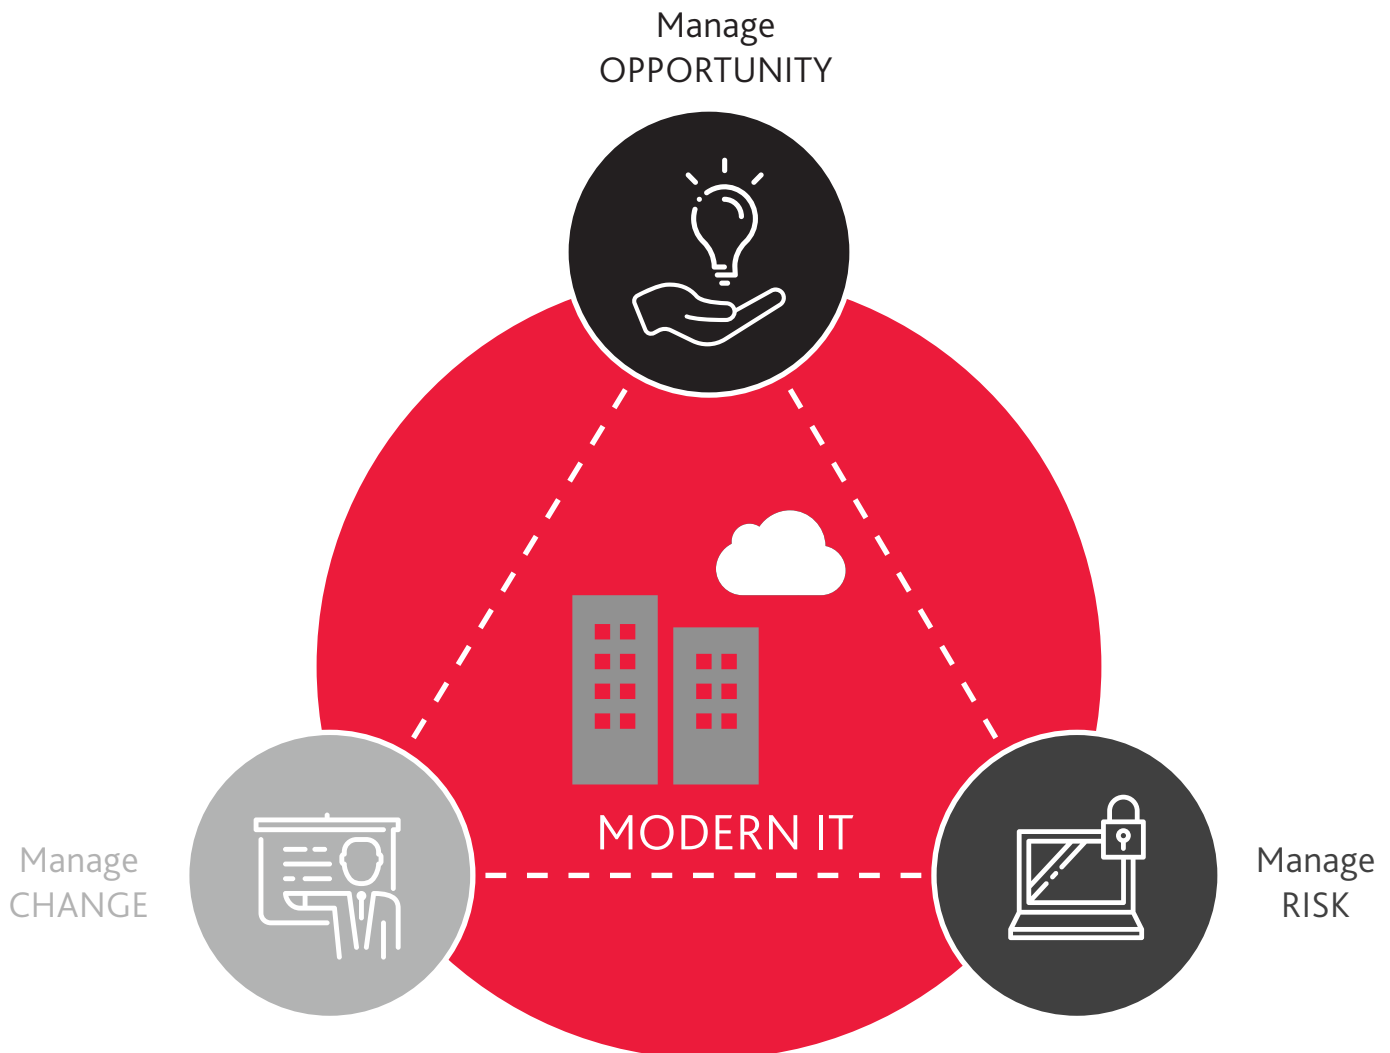 Manage
OPPORTUNITY
MODERN IT
Manage
CHANGE
Manage
RISK